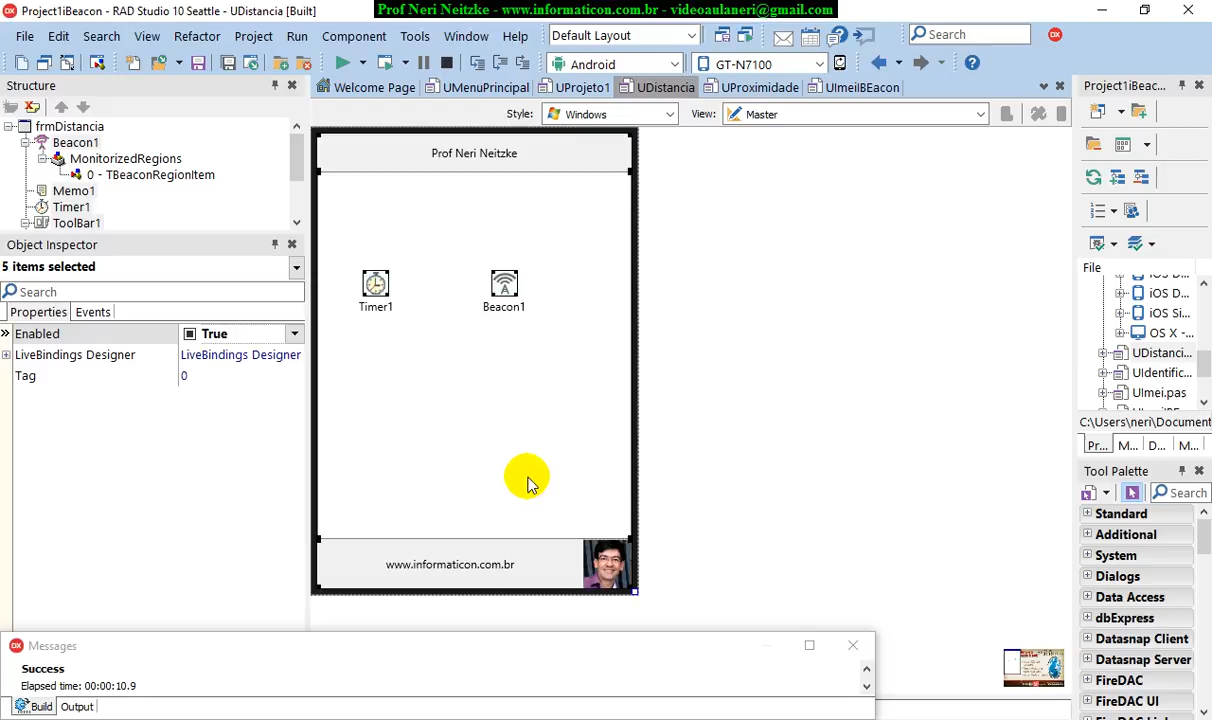 Project1iBeacon - RAD Studio 10 Seattle - UDistancia [Built]
Prof Neri Neitzke - www.informaticon.com.br - videoaulaneri@gmail.com
File Edit Search View Refactor Project Run Component Tools Window Help
Default Layout
Search
Android
GT-N7100
Structure
Welcome Page
UMenuPrincipal
UProjeto1
UDistancia
UProximidade
UImeiIBEacon
Project1iBeac...
Style:
Windows
View:
Master
frmDistancia
Beacon1
MonitorizedRegions
0 - TBeaconRegionItem
Memo1
Timer1
ToolBar1
Prof Neri Neitzke
Timer1
Beacon1
www.informaticon.com.br
Object Inspector
5 items selected
Search
Properties
Events
Enabled
True
LiveBindings Designer
LiveBindings Designer
Tag
0
File
iOS D...
iOS D...
iOS Si...
OS X -...
UDistanci...
UIdentific...
UImei.pas
C:\Users\neri\Document
Pr...
M...
D...
M...
Tool Palette
Search
Standard
Additional
System
Dialogs
Data Access
dbExpress
Datasnap Client
Datasnap Server
FireDAC
FireDAC UI
Messages
Success
Elapsed time: 00:00:10.9
Build
Output